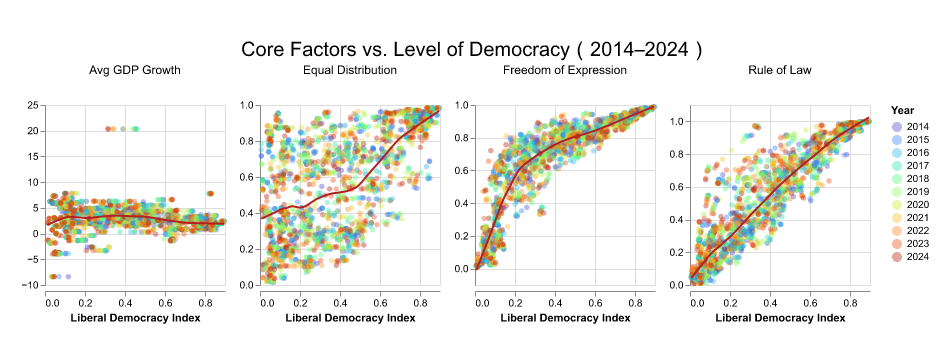 Core Factors vs. Level of Democracy ( 2014–2024 )
Avg GDP Growth
Equal Distribution
Freedom of Expression
Rule of Law
25
20
15
10
5
0
−5
−10
0.0 0.2 0.4 0.6 0.8
Liberal Democracy Index
1.0
0.8
0.6
0.4
0.2
0.0
0.0 0.2 0.4 0.6 0.8
Liberal Democracy Index
1.0
0.8
0.6
0.4
0.2
0.0
0.0 0.2 0.4 0.6 0.8
Liberal Democracy Index
1.0
0.8
0.6
0.4
0.2
0.0
0.0 0.2 0.4 0.6 0.8
Liberal Democracy Index
Year
2014
2015
2016
2017
2018
2019
2020
2021
2022
2023
2024